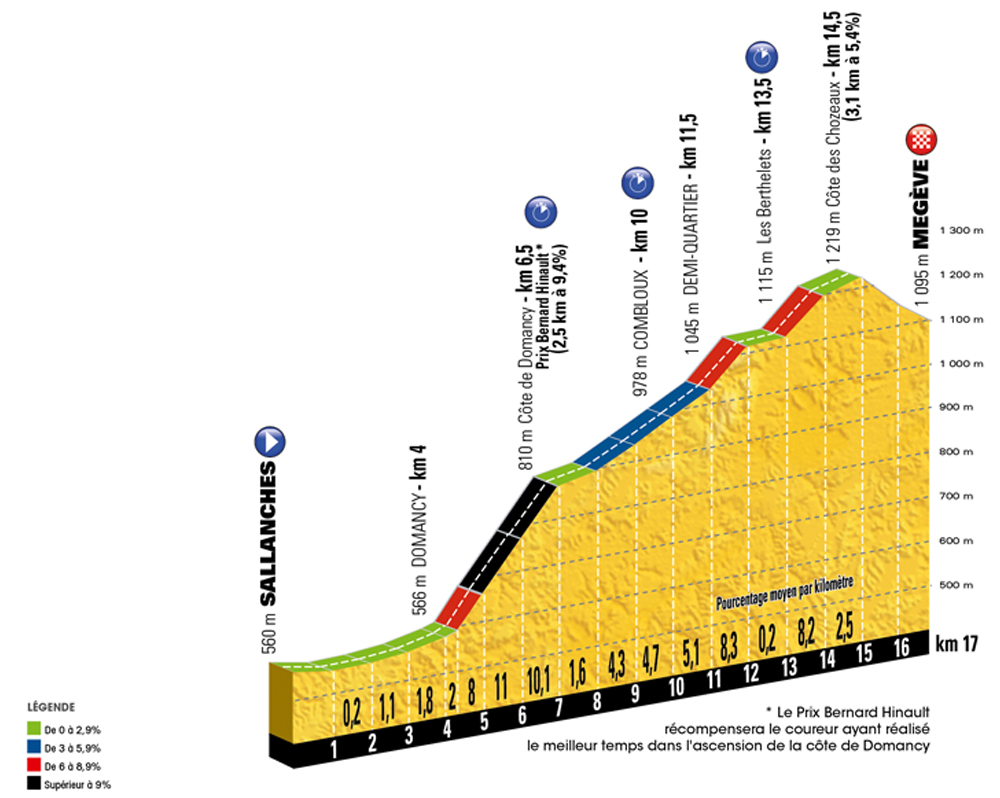 560 m SALLANCHES
566 m DOMANCY - km 4
810 m Côte de Domancy - km 6,5
Prix Bernard Hinault *
(2,5 km à 9,4%)
978 m COMBLOUX - km 10
1 045 m DEMI-QUARTIER - km 11,5
1 115 m Les Berthelets - km 13,5
1 219 m Côte des Chozeaux - km 14,5
(3,1 km à 5,4%)
1 095 m MEGÈVE
1 300 m
1 200 m
1 100 m
1 000 m
900 m
800 m
700 m
600 m
500 m
Pourcentage moyen par kilomètre
0,2 1,1 1,8 2 8 11 10,1 1,6 4,3 4,7 5,1 8,3 0,2 8,2 2,5
1 2 3 4 5 6 7 8 9 10 11 12 13 14 15 16 km 17
LÉGENDE
De 0 à 2,9%
De 3 à 5,9%
De 6 à 8,9%
Supérieur à 9%
* Le Prix Bernard Hinault
récompensera le coureur ayant réalisé
le meilleur temps dans l'ascension de la côte de Domancy